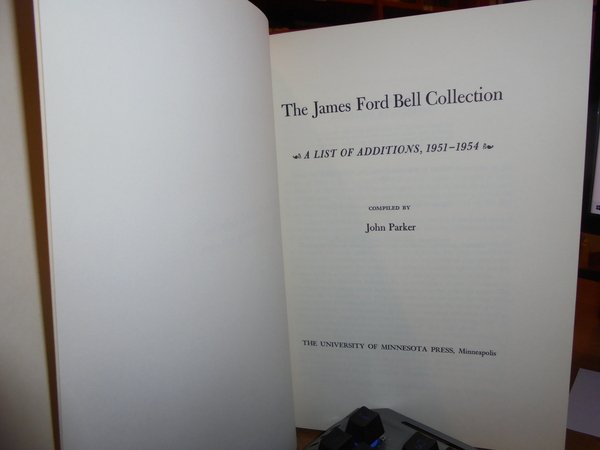 The James Ford Bell Collection
A LIST OF ADDITIONS, 1951–1954
COMPILED BY
John Parker
THE UNIVERSITY OF MINNESOTA PRESS, Minneapolis